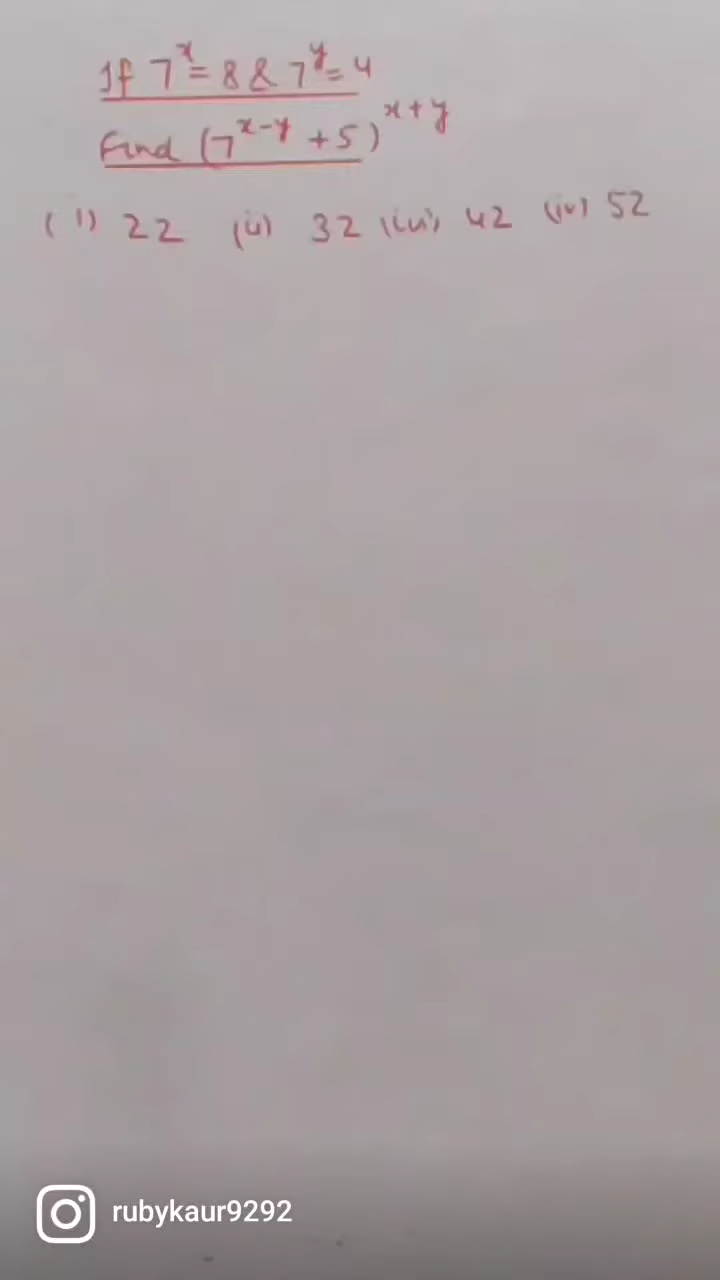 If 7^x = 8 & 7^y = 4
Find (7^x-y + 5)^x+y
(i) 22 (ii) 32 (iii) 42 (iv) 52
rubykaur9292